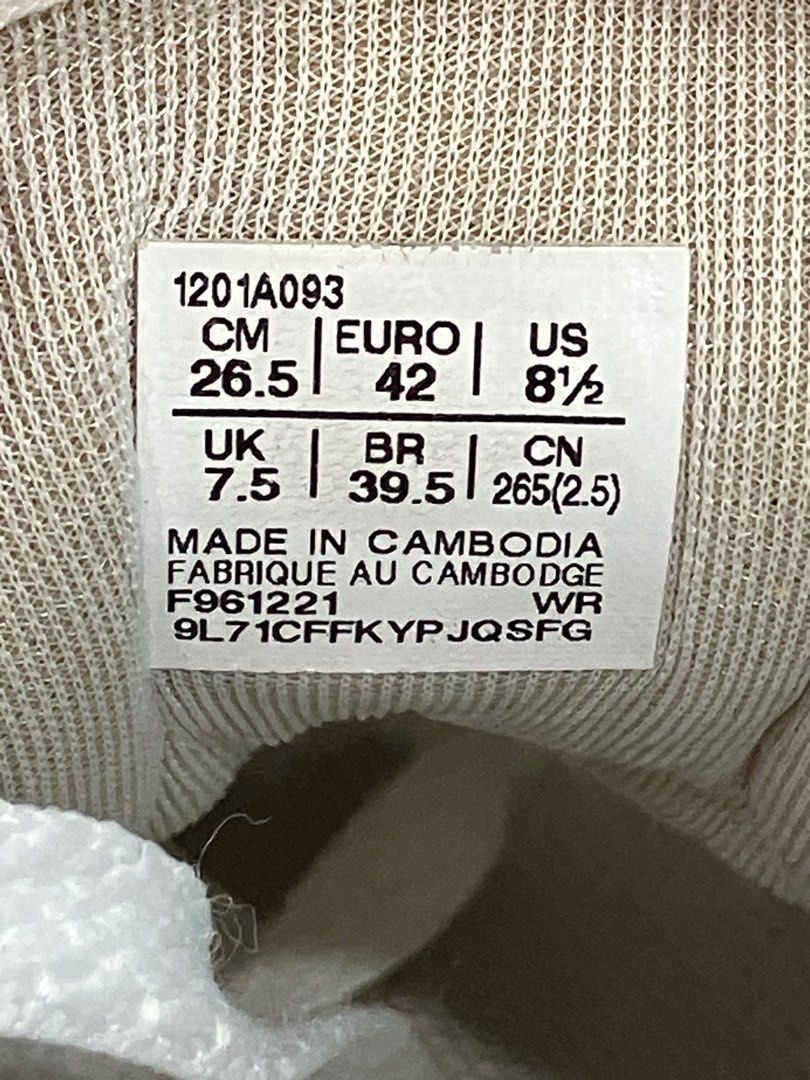 1201A093
CM | EURO | US
26.5 | 42 | 8½
UK | BR | CN
7.5 | 39.5 | 265(2.5)
MADE IN CAMBODIA
FABRIQUE AU CAMBODGE
F961221 WR
9L71CFFKYPJQSFG